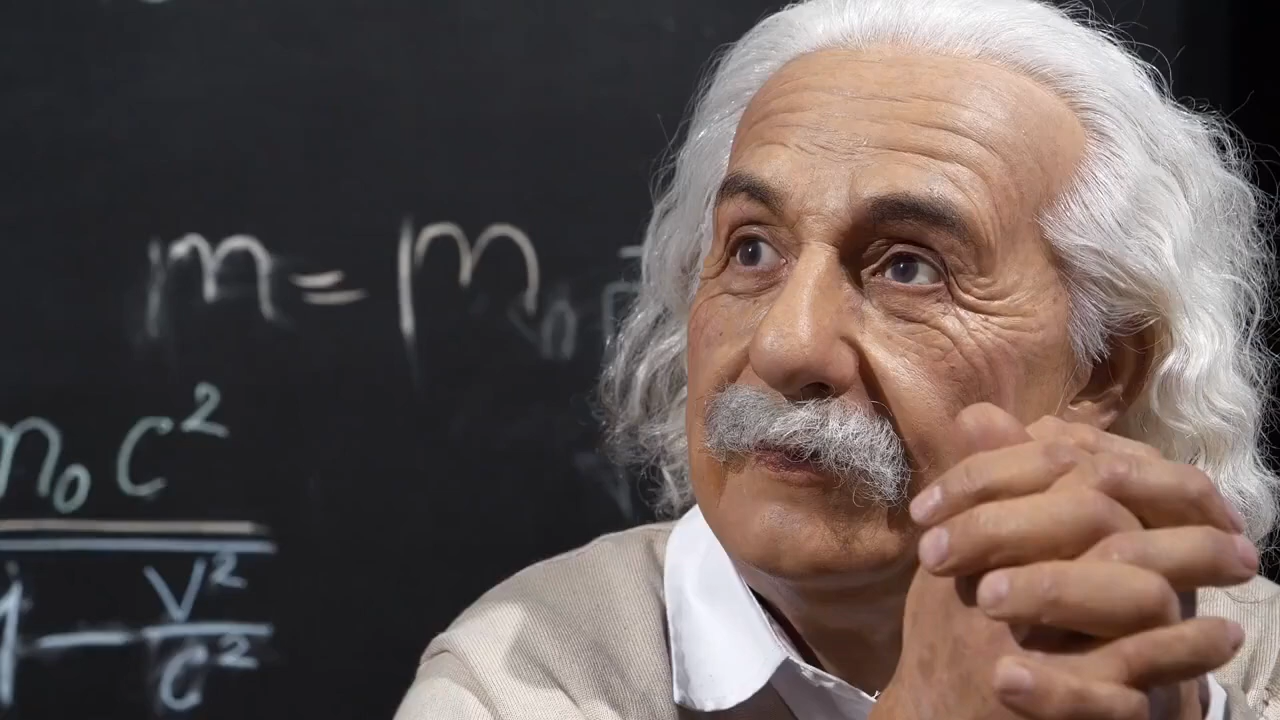 m = m₀
m₀c²
1 - v²/c²